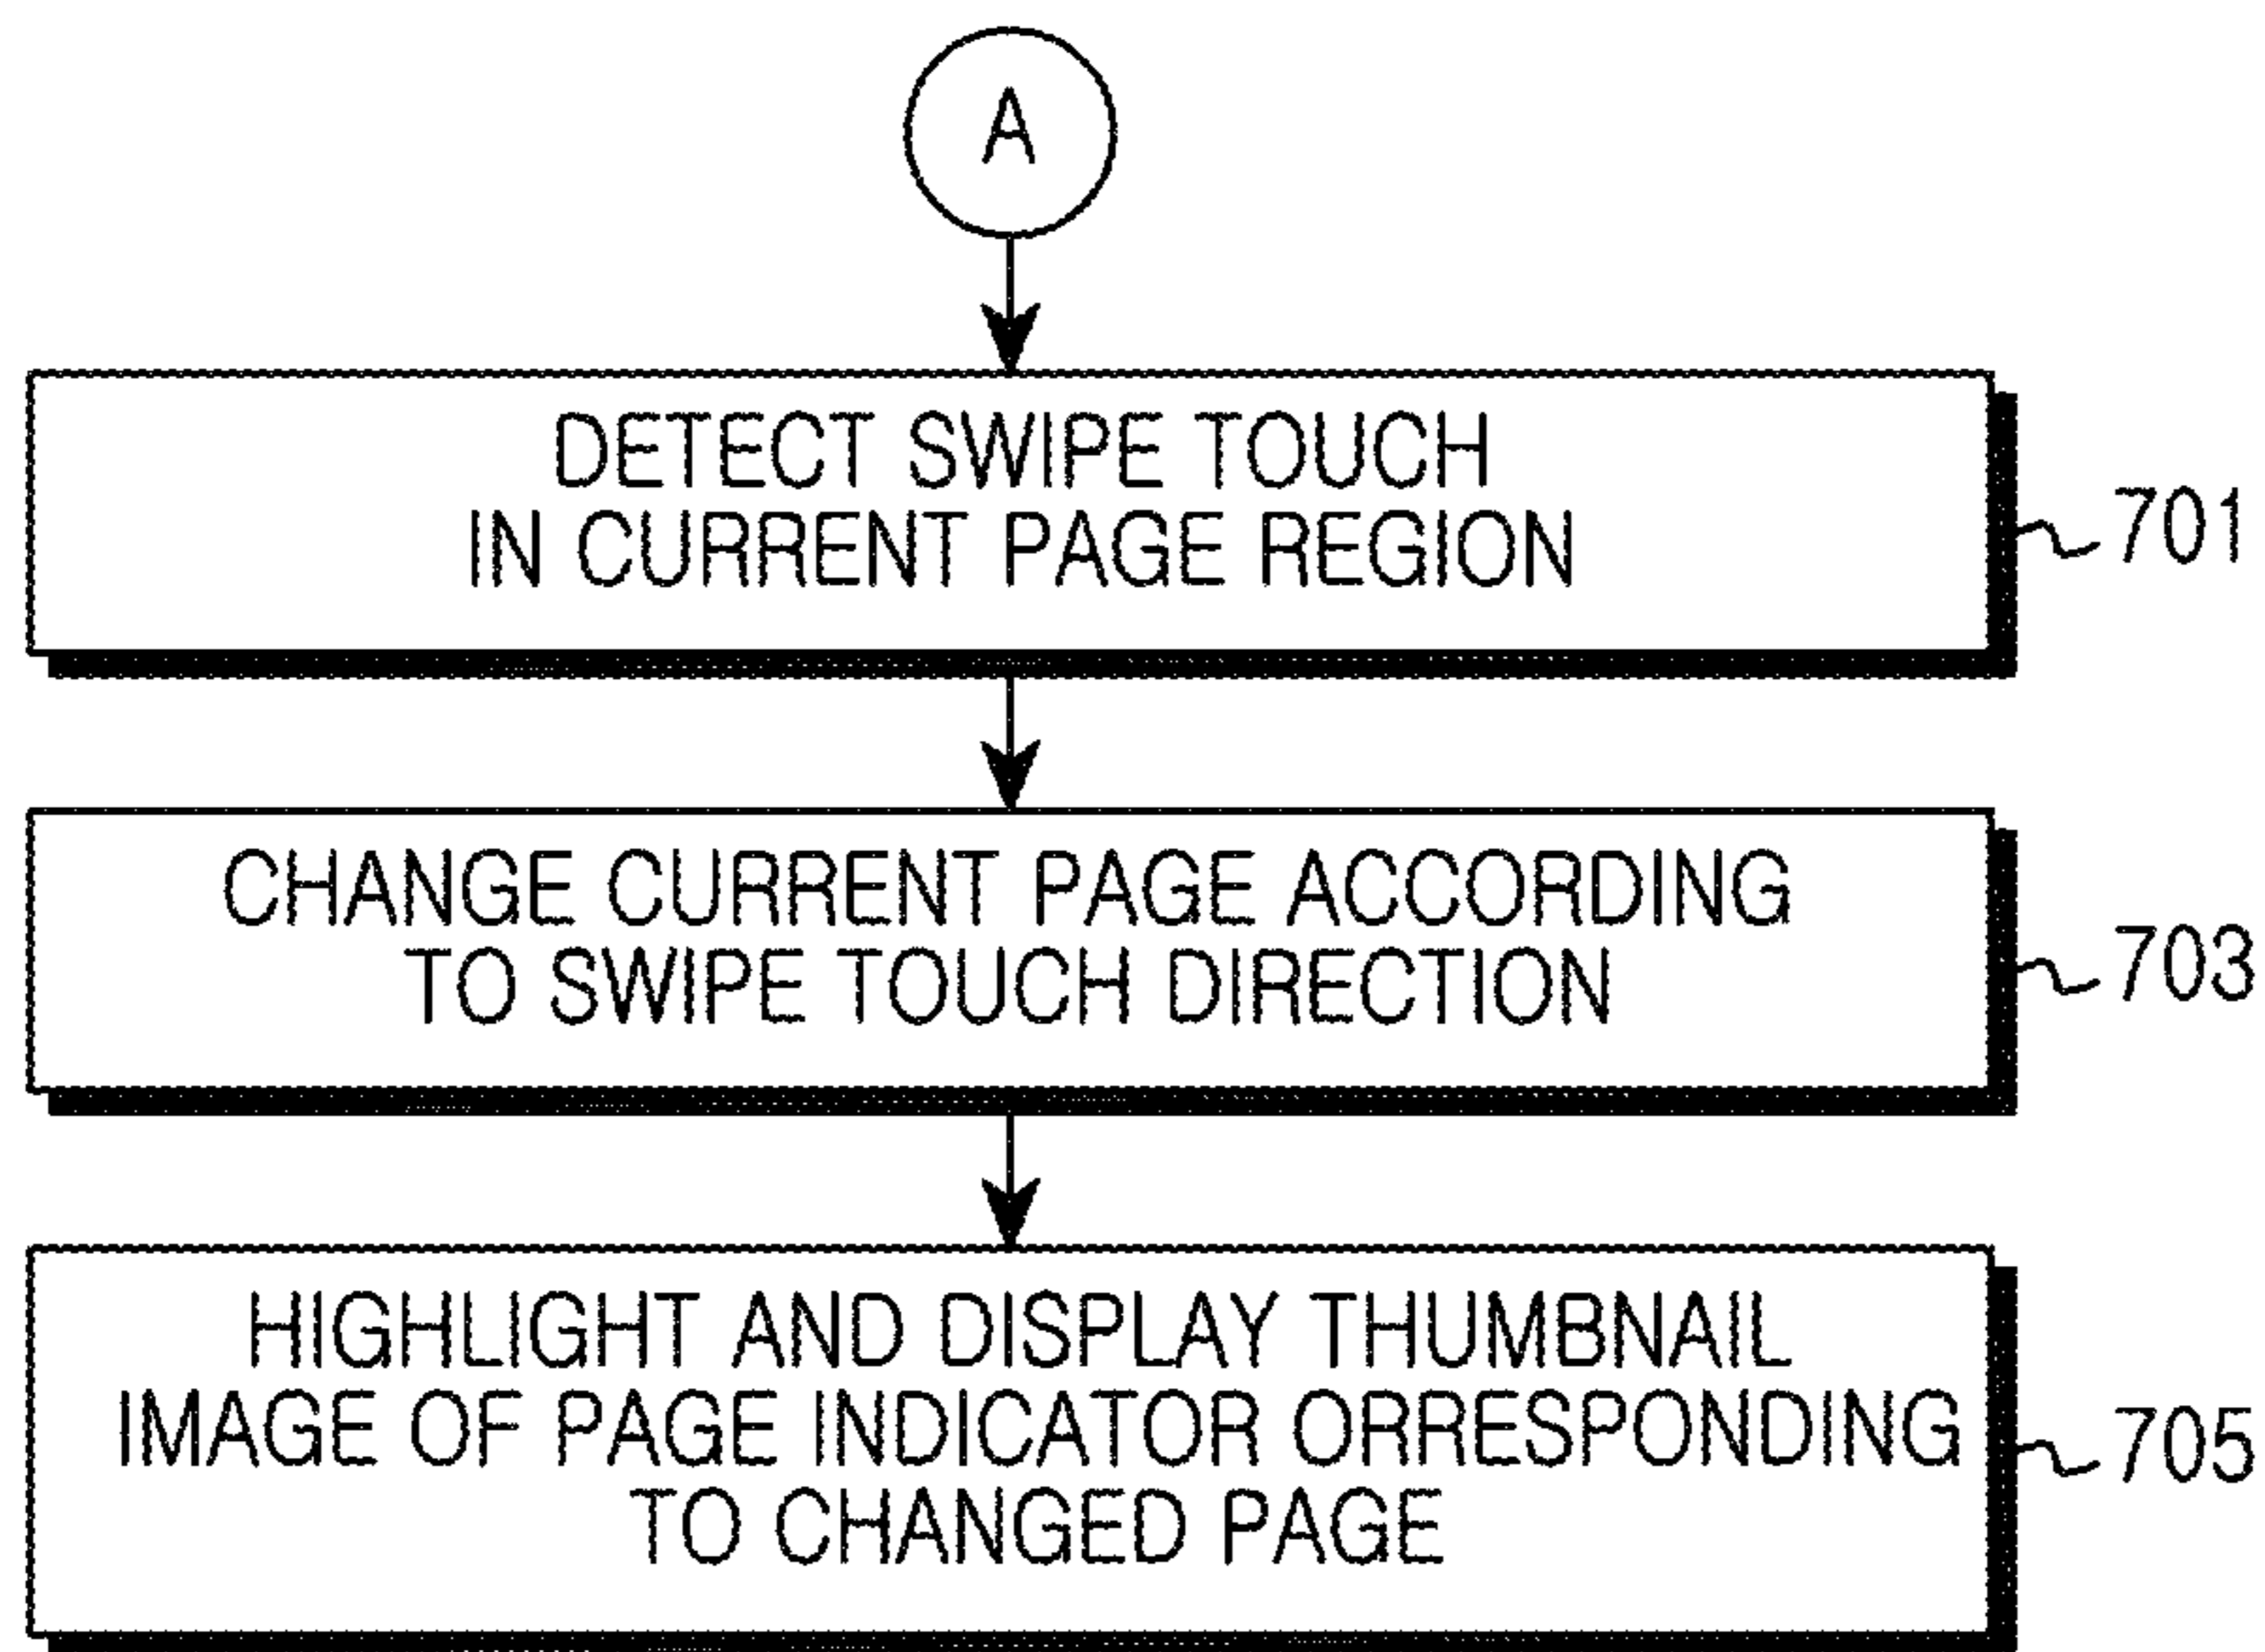 A
DETECT SWIPE TOUCH
IN CURRENT PAGE REGION
701
CHANGE CURRENT PAGE ACCORDING
TO SWIPE TOUCH DIRECTION
703
HIGHLIGHT AND DISPLAY THUMBNAIL
IMAGE OF PAGE INDICATOR ORRESPONDING
TO CHANGED PAGE
705